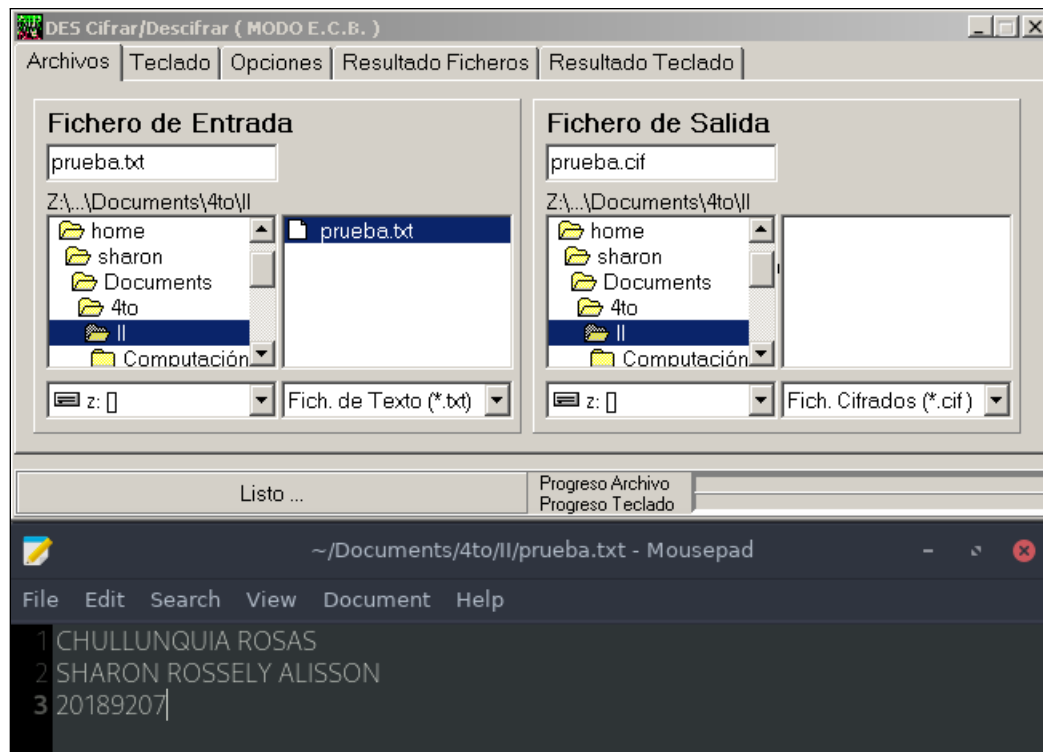 DES Cifrar/Descifrar ( MODO E.C.B. )
Archivos Teclado Opciones Resultado Ficheros Resultado Teclado
Fichero de Entrada
prueba.txt
Z:\...\Documents\4to\II
home
sharon
Documents
4to
II
Computación
prueba.txt
z: []
Fich. de Texto (*.txt)
Fichero de Salida
prueba.cif
Z:\...\Documents\4to\II
home
sharon
Documents
4to
II
Computación
z: []
Fich. Cifrados (*.cif )
Listo ...
Progreso Archivo
Progreso Teclado
~/Documents/4to/II/prueba.txt - Mousepad
File Edit Search View Document Help
1 CHULLUNQUIA ROSAS
2 SHARON ROSSELY ALISSON
3 20189207